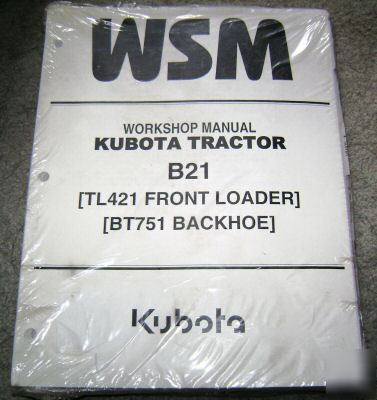 WSM
WORKSHOP MANUAL
KUBOTA TRACTOR
B21
[TL421 FRONT LOADER]
[BT751 BACKHOE]
Kubota